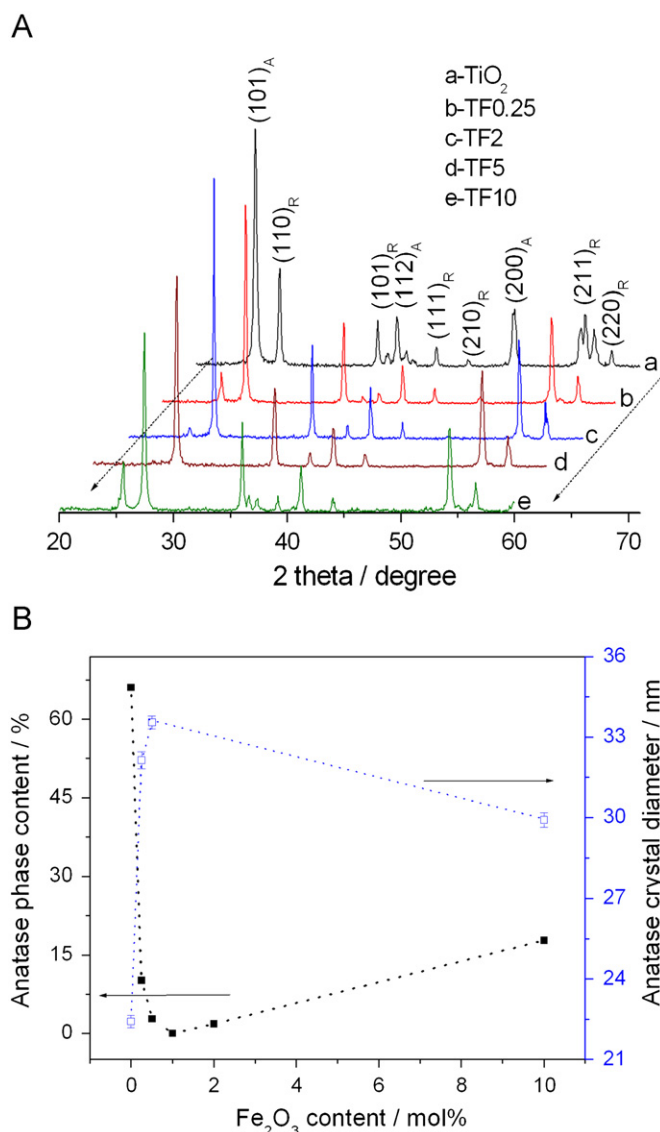 A
a-TiO₂
b-TF0.25
c-TF2
d-TF5
e-TF10
(101)A
(110)R
(101)R
(112)A
(111)R
(210)R
(200)A
(211)R
(220)R
a
b
c
d
e
20 30 40 50 60 70
2 theta / degree
B
Anatase phase content / %
60
45
30
15
0
Anatase crystal diameter / nm
36
33
30
27
24
21
0 2 4 6 8 10
Fe₂O₃ content / mol%